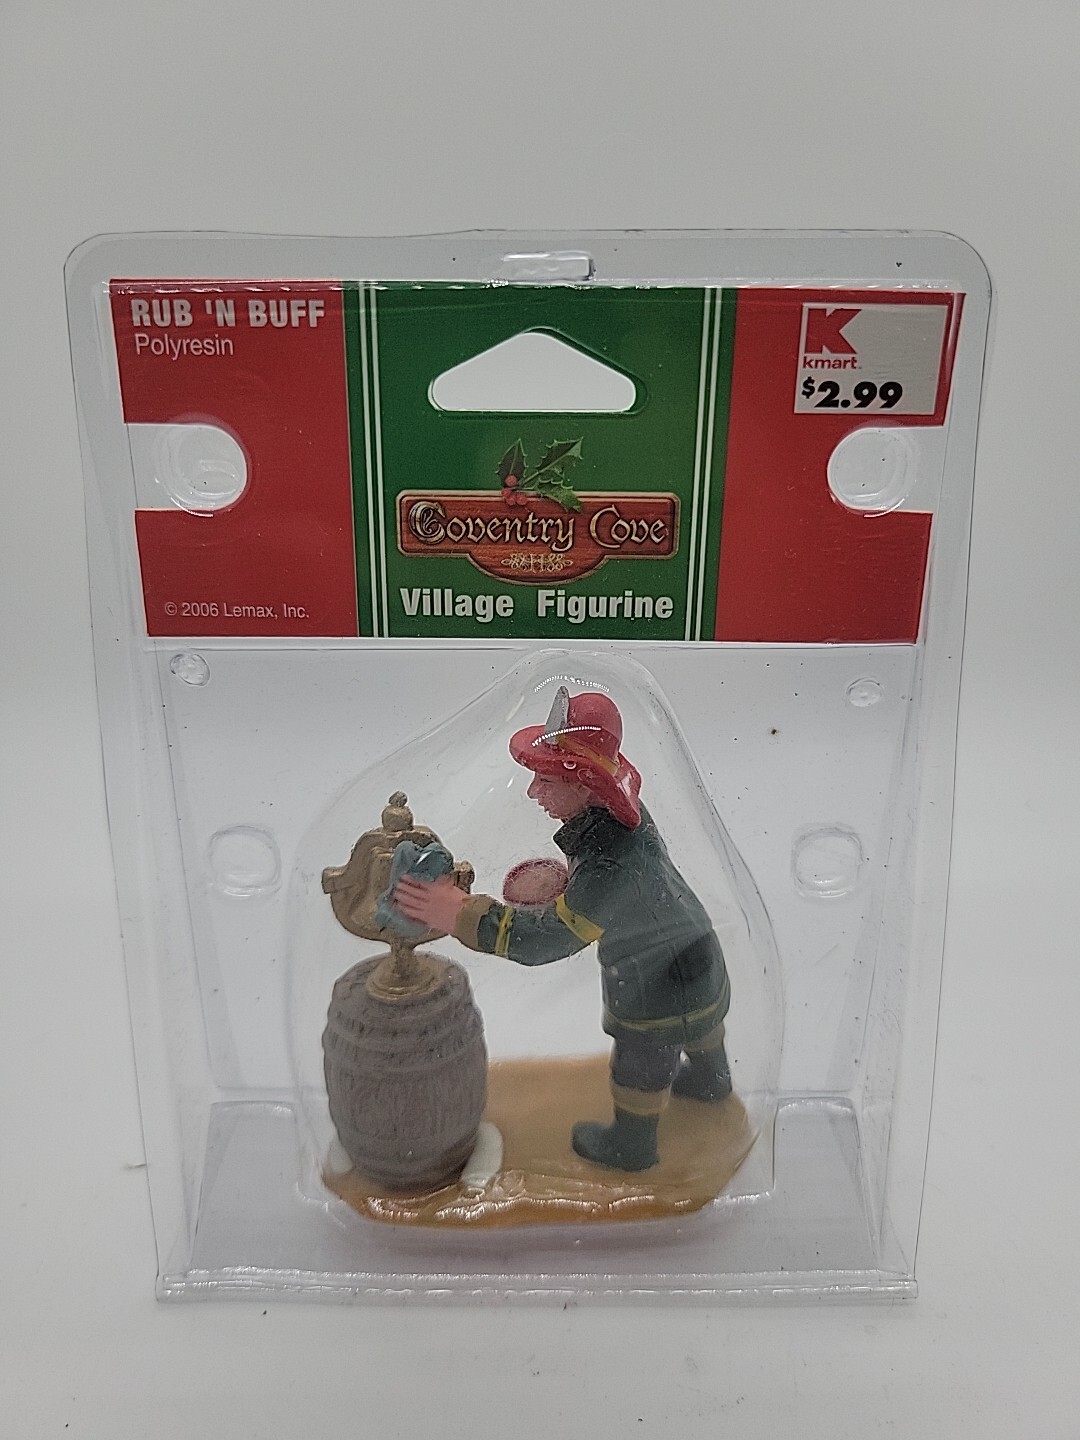 RUB 'N BUFF
Polyresin
K
kmart
$2.99
Coventry Cove
Village Figurine
© 2006 Lemax, Inc.